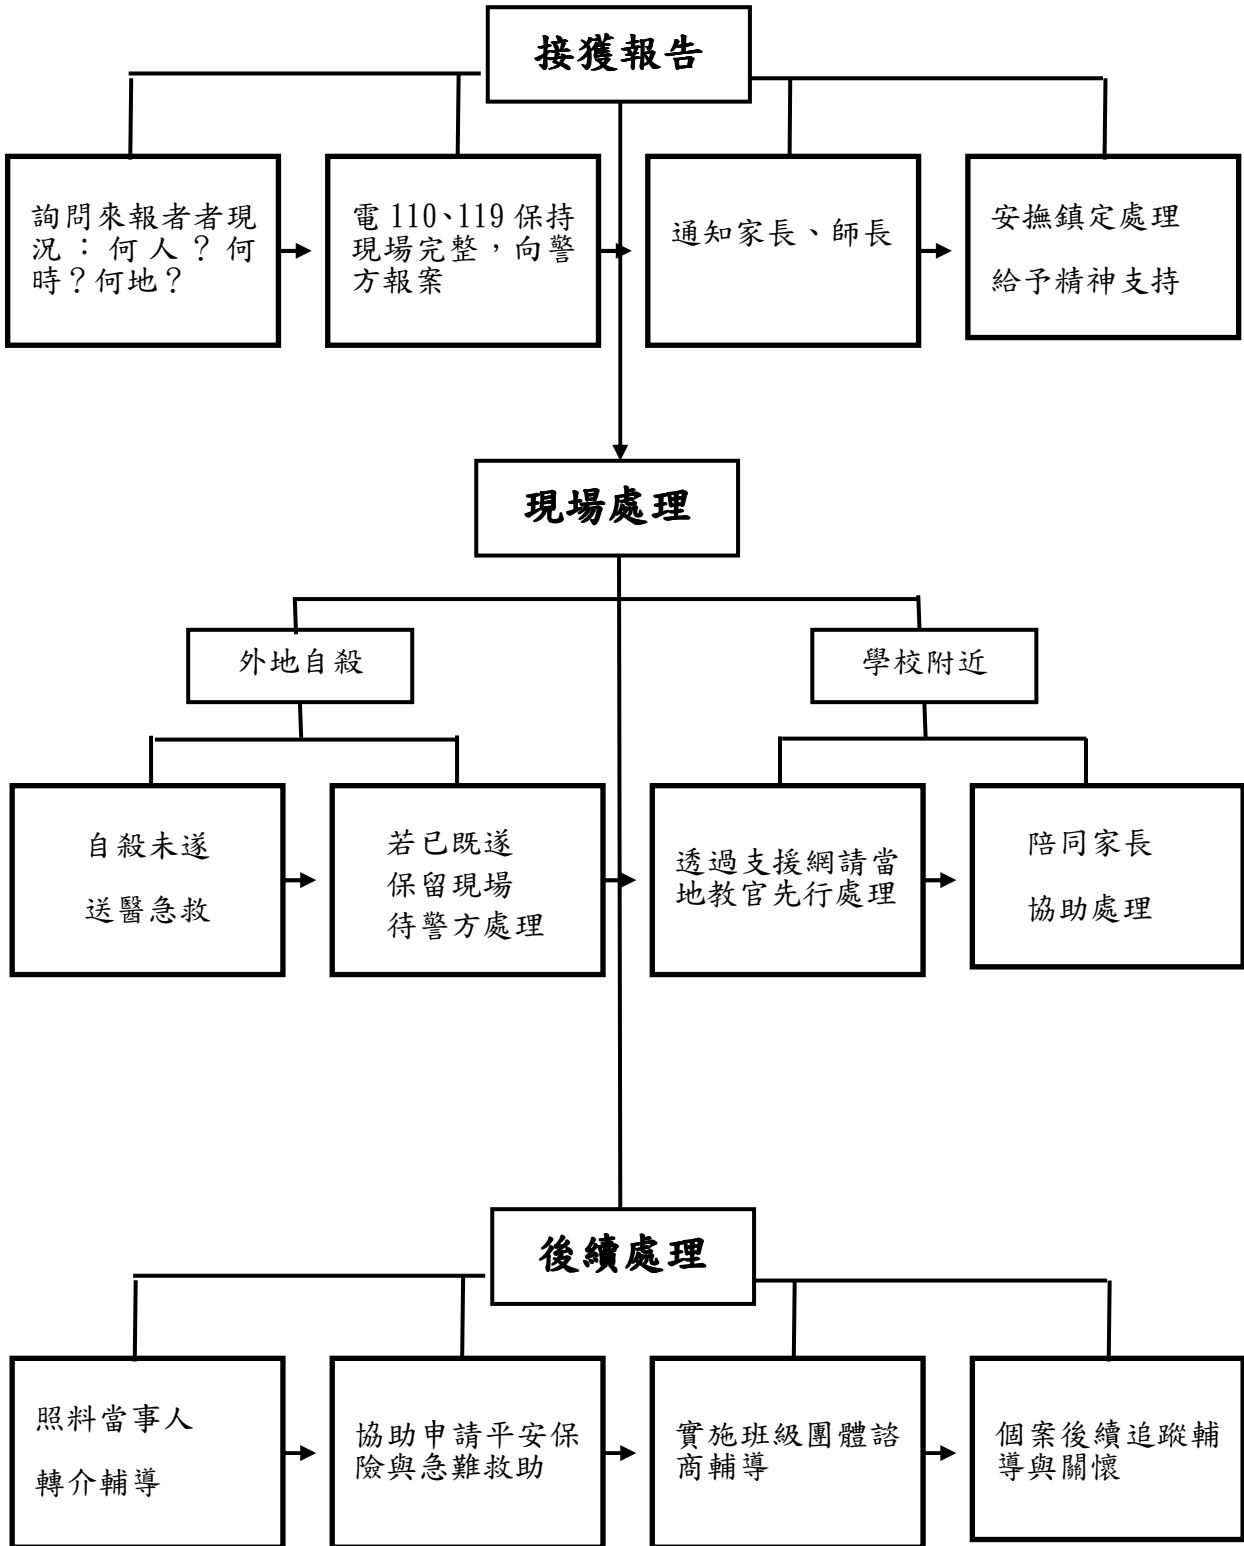 接獲報告
詢問來報者者現
況：何人？何
時？何地？
電 110、119 保持
現場完整，向警
方報案
通知家長、師長
安撫鎮定處理
給予精神支持
現場處理
外地自殺
學校附近
自殺未遂
送醫急救
若已既遂
保留現場
待警方處理
透過支援網請當
地教官先行處理
陪同家長
協助處理
後續處理
照料當事人
轉介輔導
協助申請平安保
險與急難救助
實施班級團體諮
商輔導
個案後續追蹤輔
導與關懷